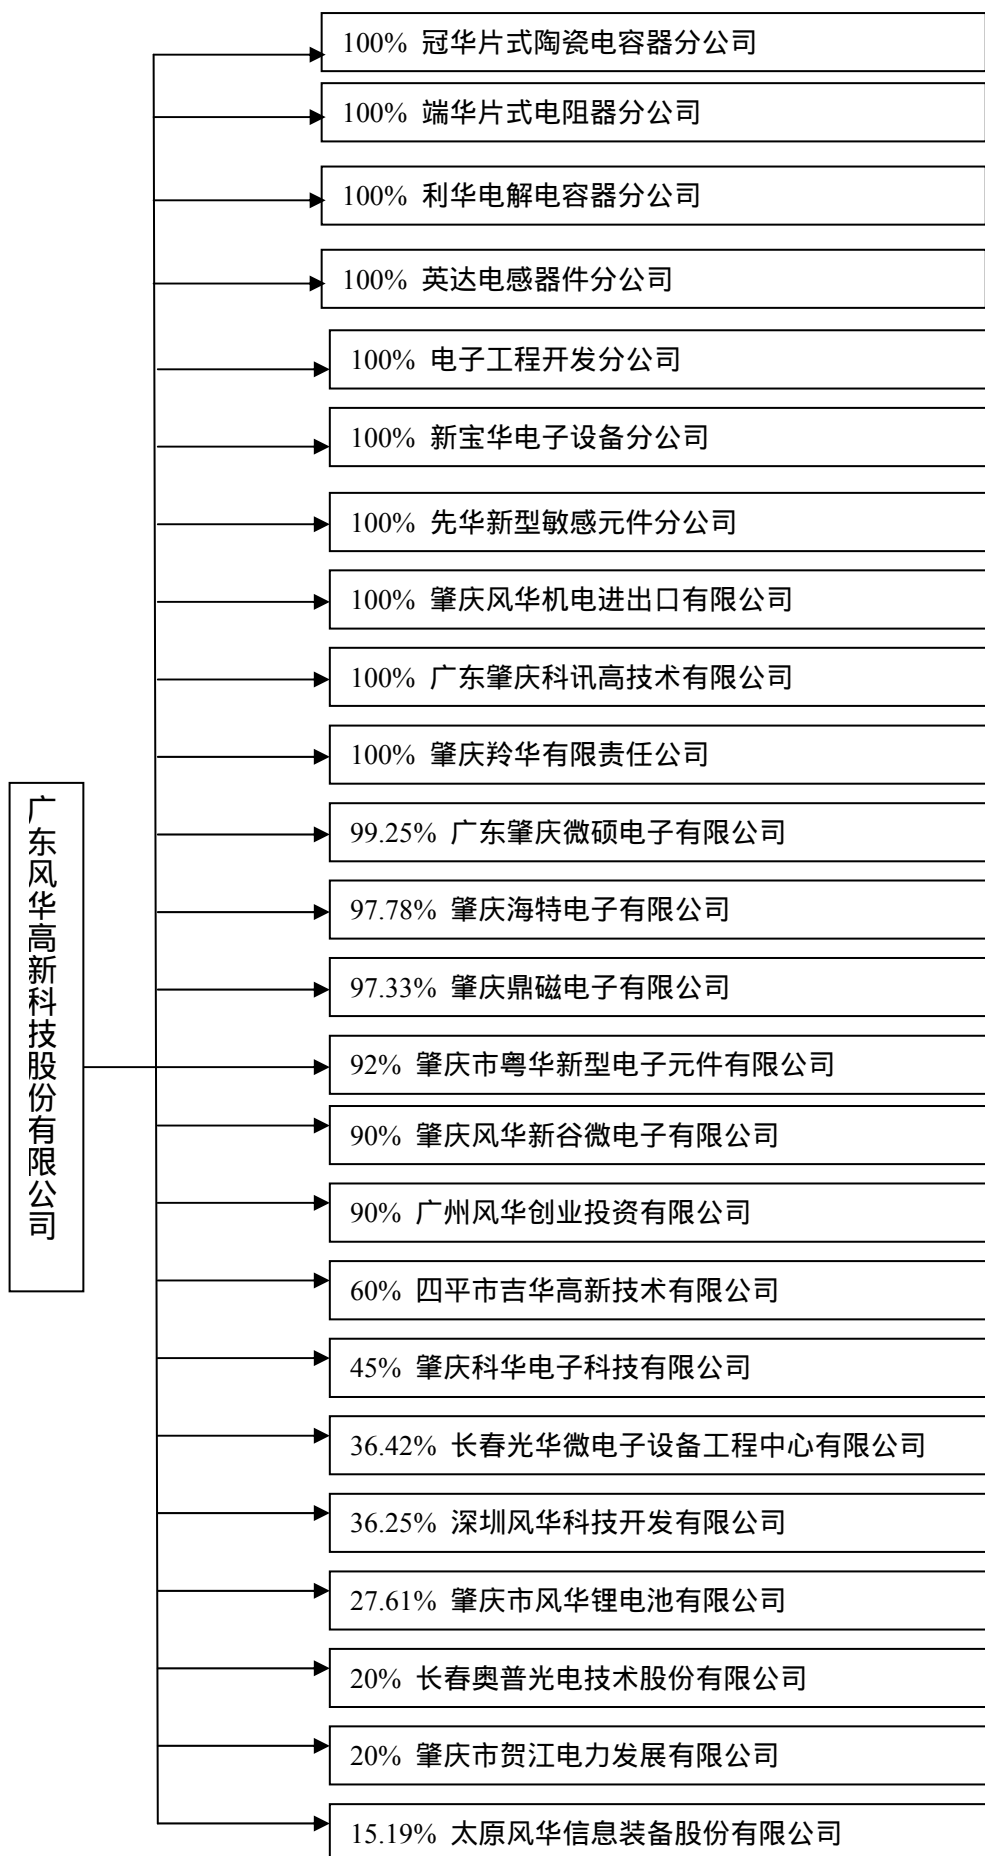 100% 冠华片式陶瓷电容器分公司
100% 端华片式电阻器分公司
100% 利华电解电容器分公司
100% 英达电感器件分公司
100% 电子工程开发分公司
100% 新宝华电子设备分公司
100% 先华新型敏感元件分公司
100% 肇庆风华机电进出口有限公司
100% 广东肇庆科讯高技术有限公司
100% 肇庆羚华有限责任公司
99.25% 广东肇庆微硕电子有限公司
97.78% 肇庆海特电子有限公司
97.33% 肇庆鼎磁电子有限公司
92% 肇庆市粤华新型电子元件有限公司
90% 肇庆风华新谷微电子有限公司
90% 广州风华创业投资有限公司
60% 四平市吉华高新技术有限公司
45% 肇庆科华电子科技有限公司
36.42% 长春光华微电子设备工程中心有限公司
36.25% 深圳风华科技开发有限公司
27.61% 肇庆市风华锂电池有限公司
20% 长春奥普光电技术股份有限公司
20% 肇庆市贺江电力发展有限公司
15.19% 太原风华信息装备股份有限公司
广东风华高新科技股份有限公司